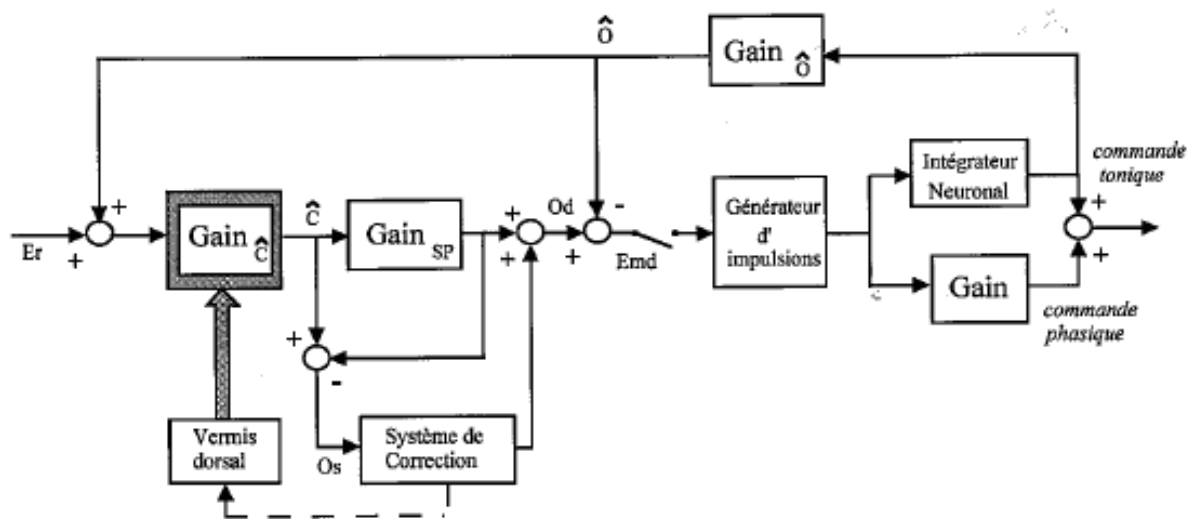 Ô
Gain Ô
+
Er
+
Gain Ĉ
Ĉ
Gain SP
+
+
Od
+
-
Emd
Générateur
d'
impulsions
Intégrateur
Neuronal
commande
tonique
+
+
Gain
commande
phasique
+
-
Vermis
dorsal
Os
Système de
Correction